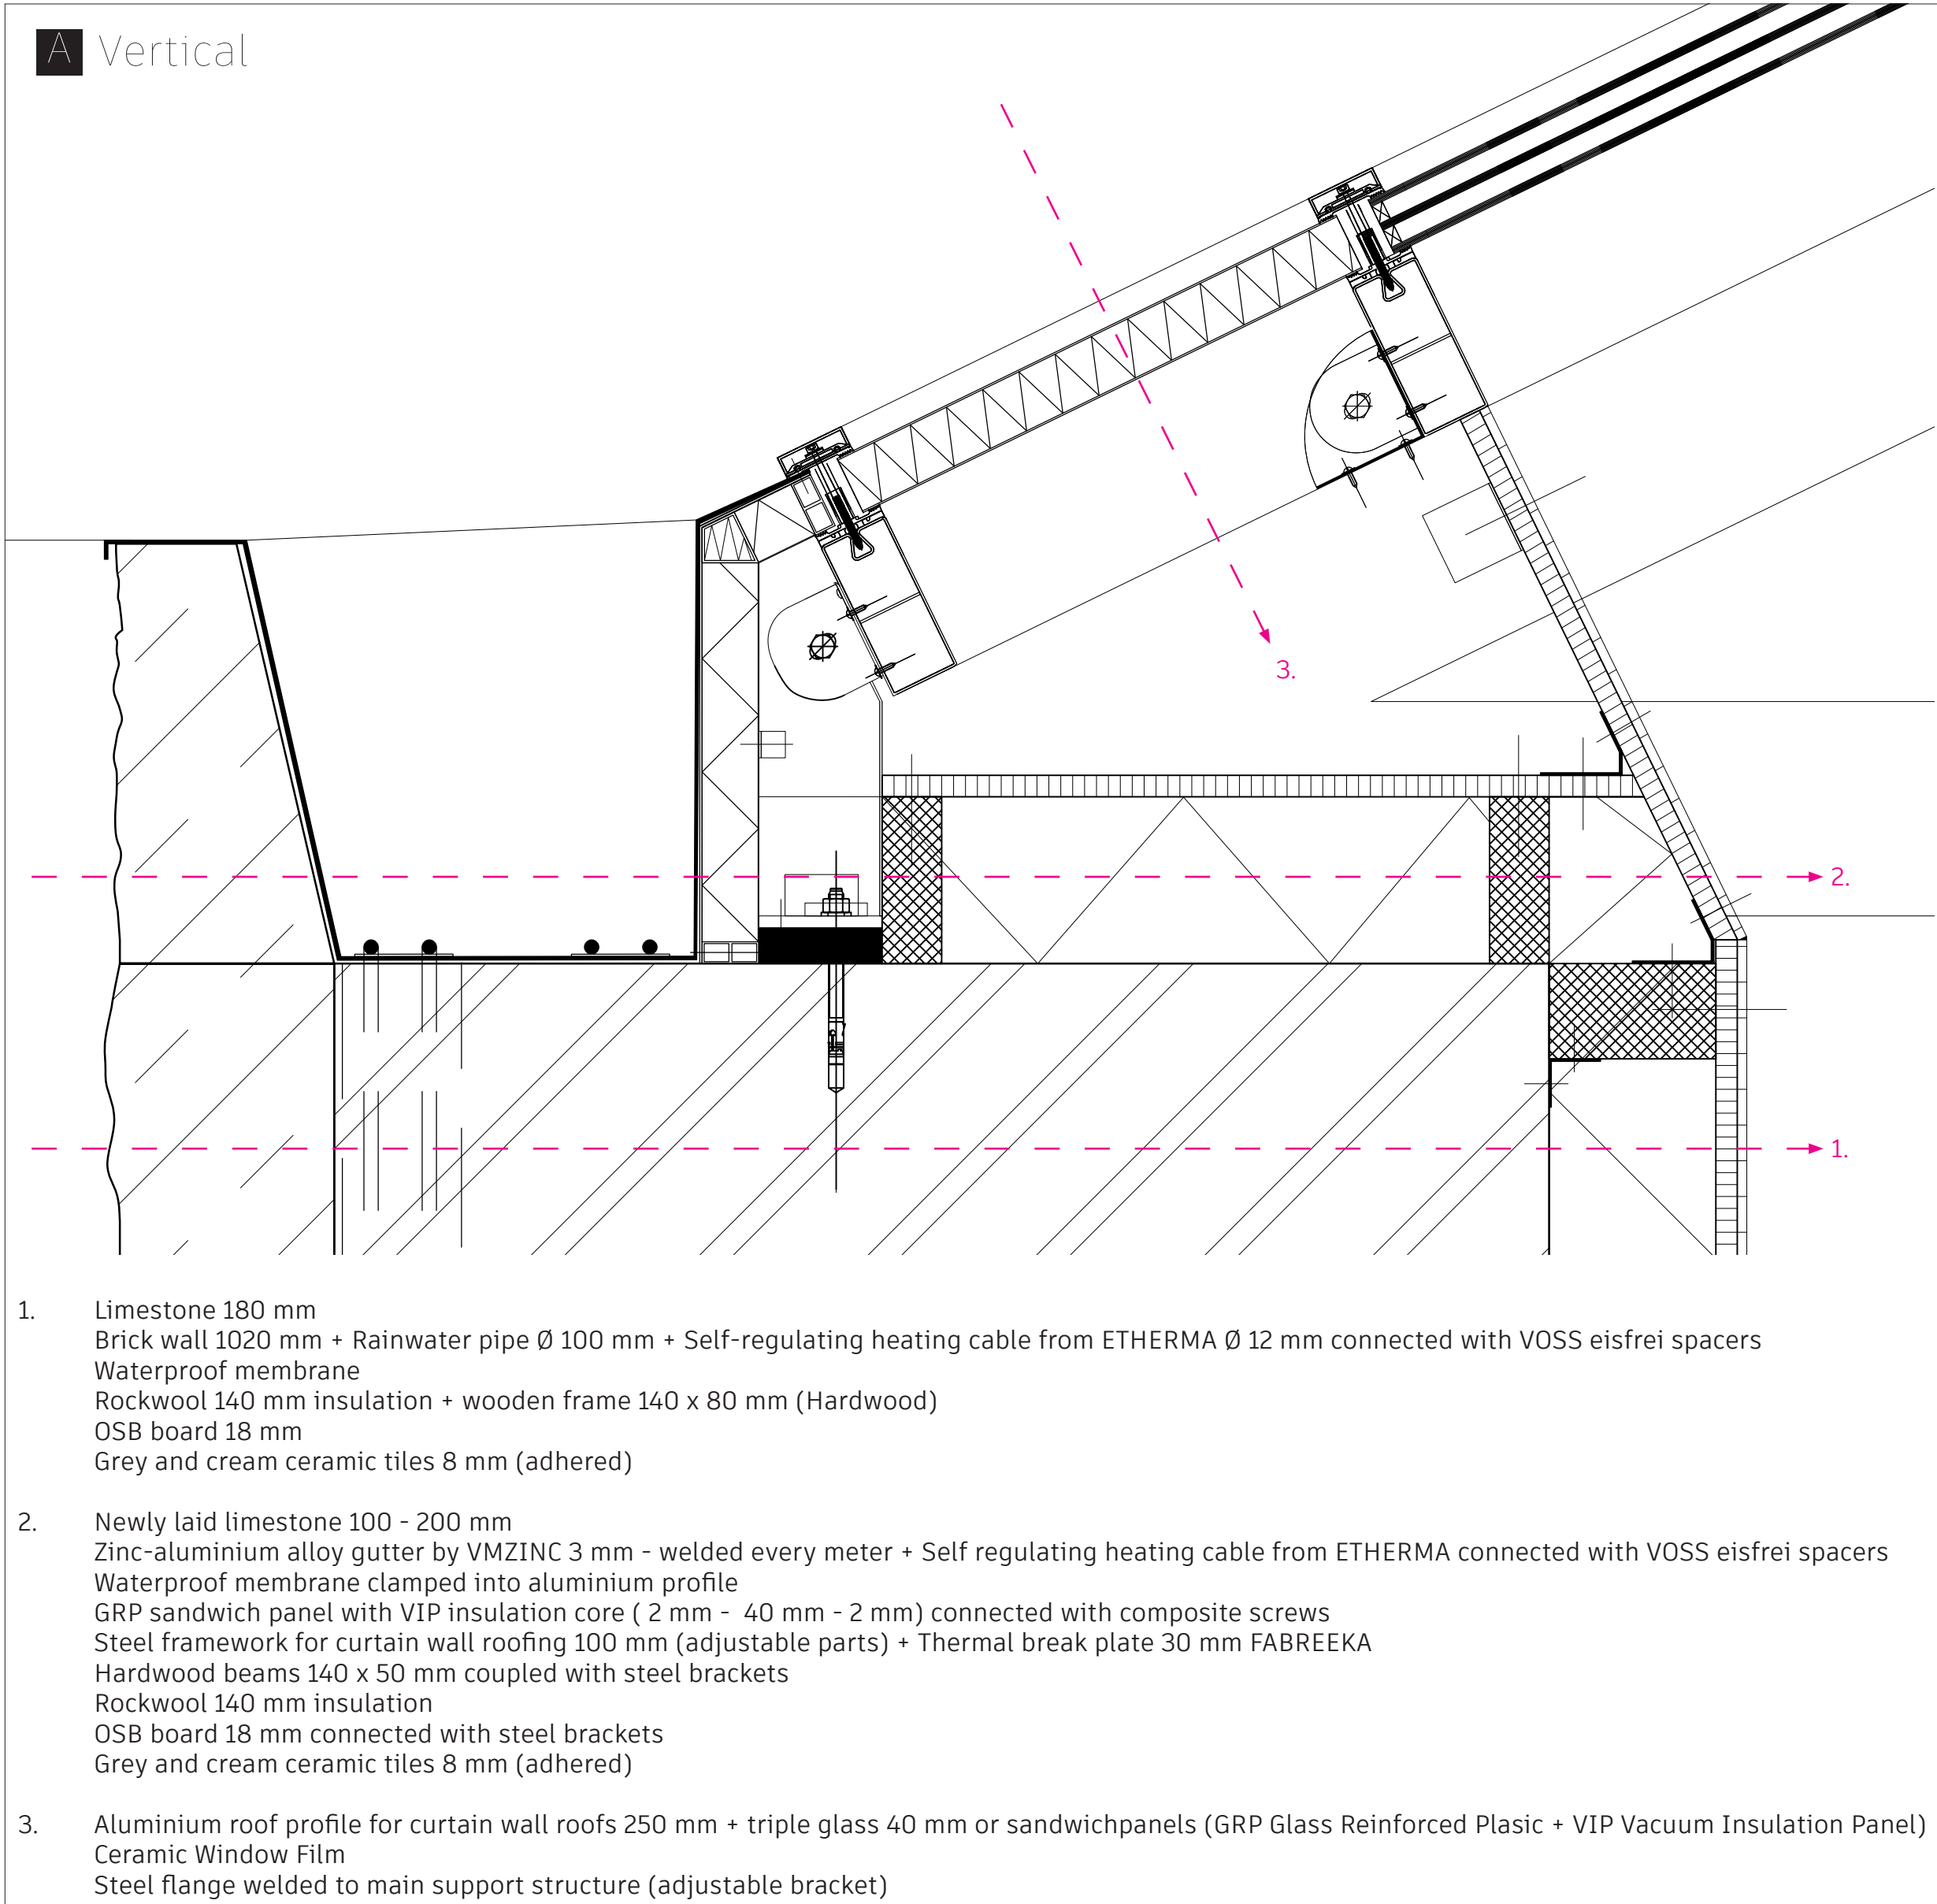 A Vertical
3.
2.
1.
1. Limestone 180 mm
Brick wall 1020 mm + Rainwater pipe Ø 100 mm + Self-regulating heating cable from ETHERMA Ø 12 mm connected with VOSS eisfrei spacers
Waterproof membrane
Rockwool 140 mm insulation + wooden frame 140 x 80 mm (Hardwood)
OSB board 18 mm
Grey and cream ceramic tiles 8 mm (adhered)
2. Newly laid limestone 100 - 200 mm
Zinc-aluminium alloy gutter by VMZINC 3 mm - welded every meter + Self regulating heating cable from ETHERMA connected with VOSS eisfrei spacers
Waterproof membrane clamped into aluminium profile
GRP sandwich panel with VIP insulation core ( 2 mm - 40 mm - 2 mm) connected with composite screws
Steel framework for curtain wall roofing 100 mm (adjustable parts) + Thermal break plate 30 mm FABREEKA
Hardwood beams 140 x 50 mm coupled with steel brackets
Rockwool 140 mm insulation
OSB board 18 mm connected with steel brackets
Grey and cream ceramic tiles 8 mm (adhered)
3. Aluminium roof profile for curtain wall roofs 250 mm + triple glass 40 mm or sandwichpanels (GRP Glass Reinforced Plasic + VIP Vacuum Insulation Panel)
Ceramic Window Film
Steel flange welded to main support structure (adjustable bracket)